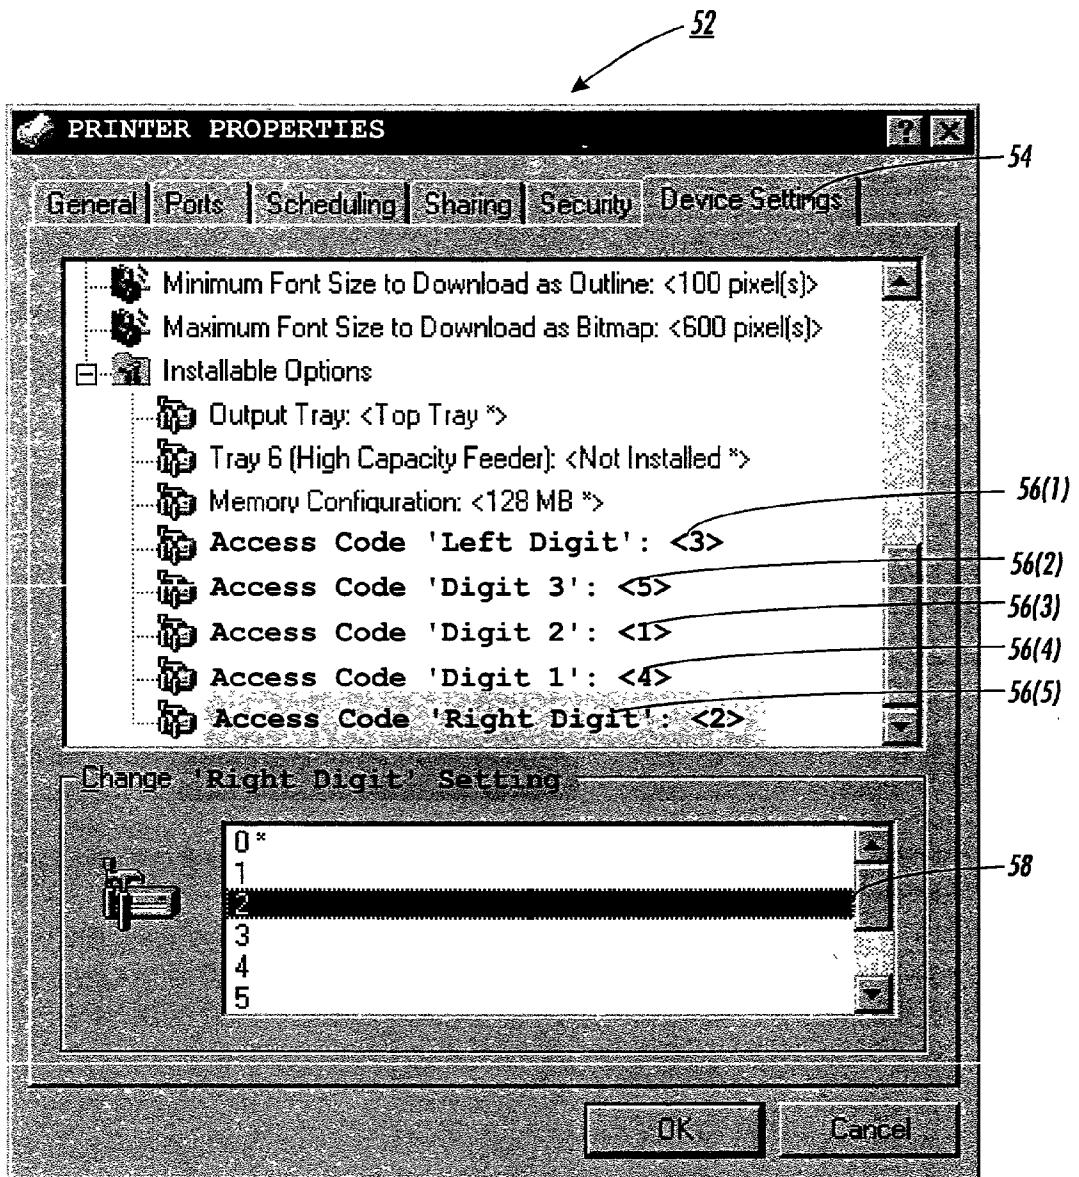 52
PRINTER PROPERTIES
54
General Ports Scheduling Sharing Security Device Settings
Minimum Font Size to Download as Outline: <100 pixel(s)>
Maximum Font Size to Download as Bitmap: <600 pixel(s)>
Installable Options
Output Tray: <Top Tray *>
Tray 6 (High Capacity Feeder): <Not Installed *>
Memory Configuration: <128 MB *>
Access Code 'Left Digit': <3> 56(1)
Access Code 'Digit 3': <5> 56(2)
Access Code 'Digit 2': <1> 56(3)
Access Code 'Digit 1': <4> 56(4)
Access Code 'Right Digit': <2> 56(5)
Change 'Right Digit' Setting
0 *
1
2 58
3
4
5
OK Cancel